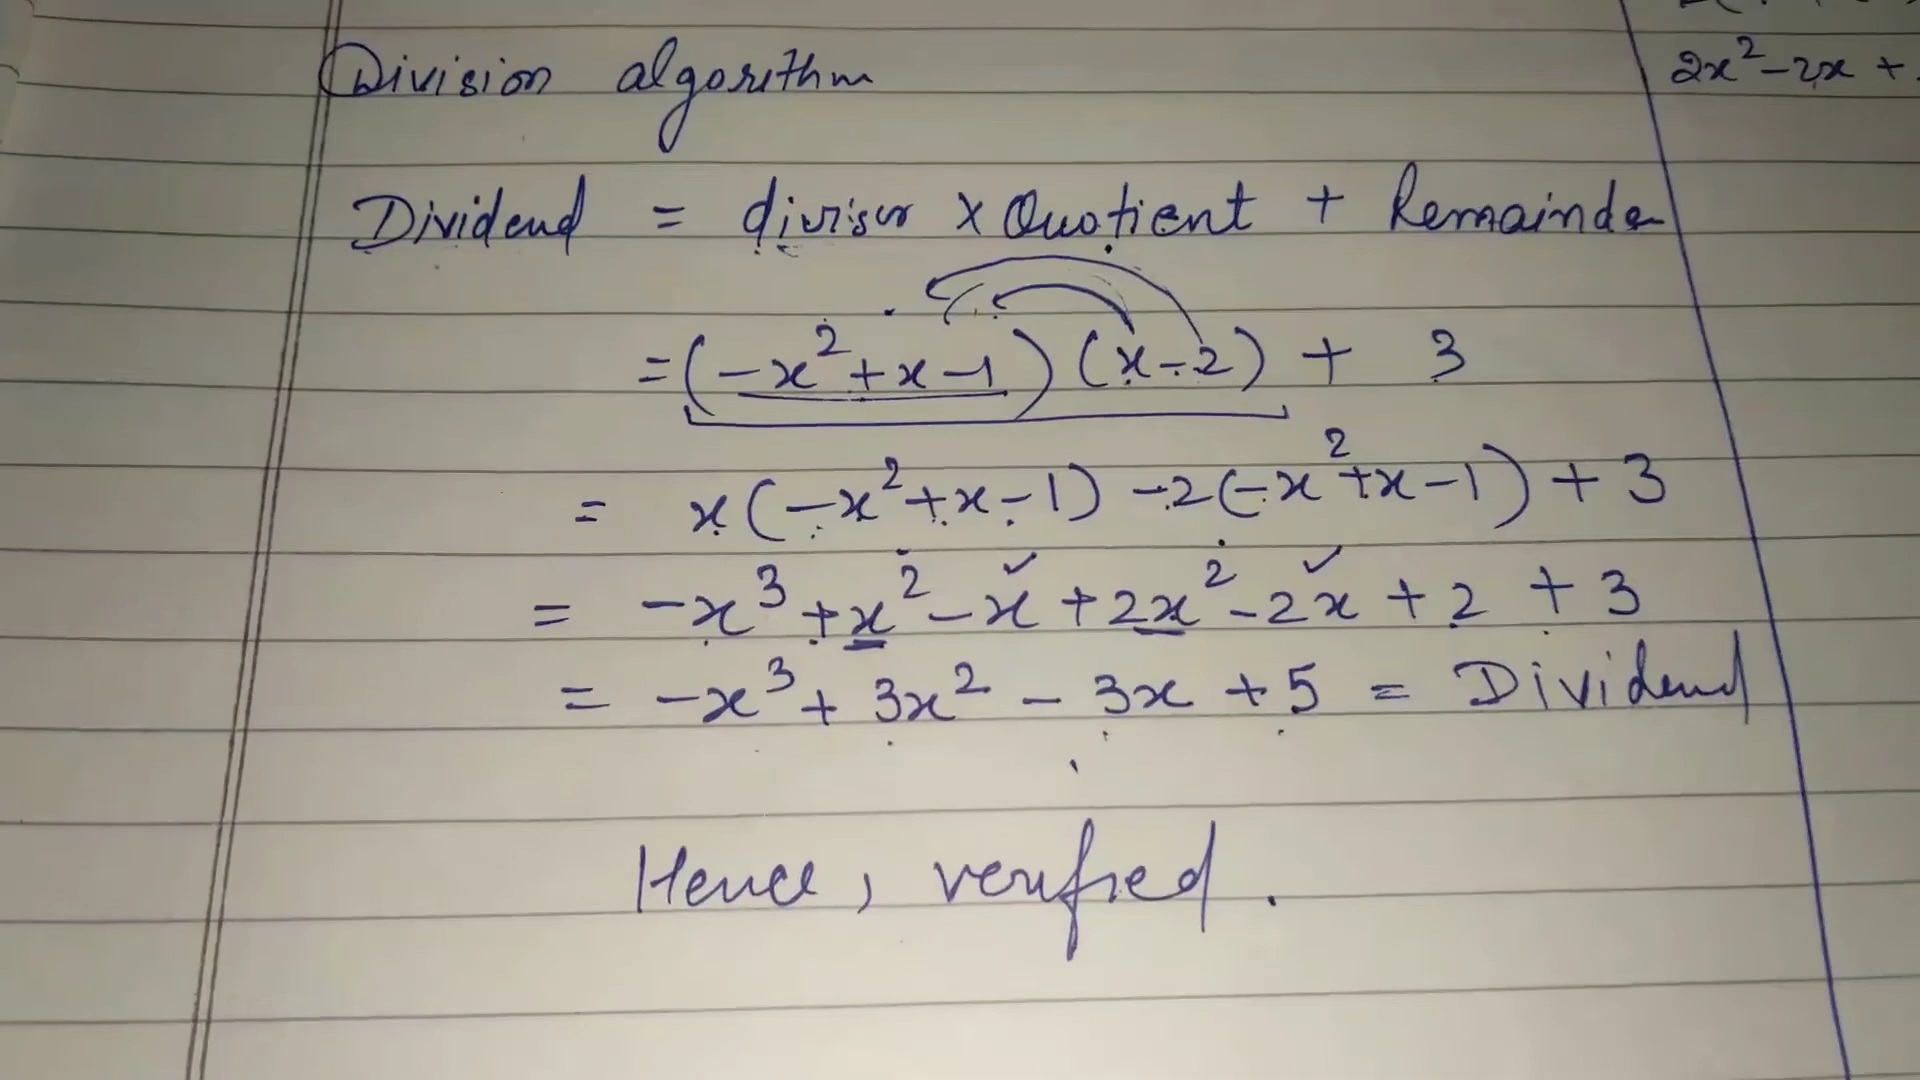 Division algorithm
2x² - 2x +
Dividend = divisor × Quotient + Remainder
= (-x² + x - 1) (x - 2) + 3
= x(-x² + x - 1) - 2(-x² + x - 1) + 3
= -x³ + x² - x + 2x² - 2x + 2 + 3
= -x³ + 3x² - 3x + 5 = Dividend
Hence, verified.